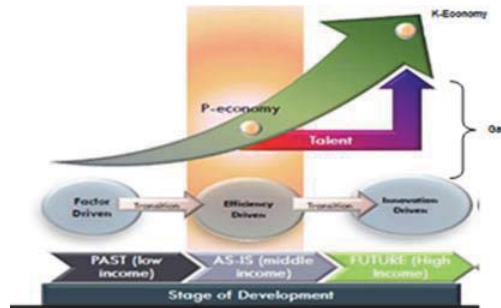 K-Economy
P-economy
Talent
Ga
Factor
Driven
Transition
Efficiency
Driven
Transition
Innovation
Driven
PAST (low
income)
AS-IS (middle
income)
FUTURE (High
Income)
Stage of Development